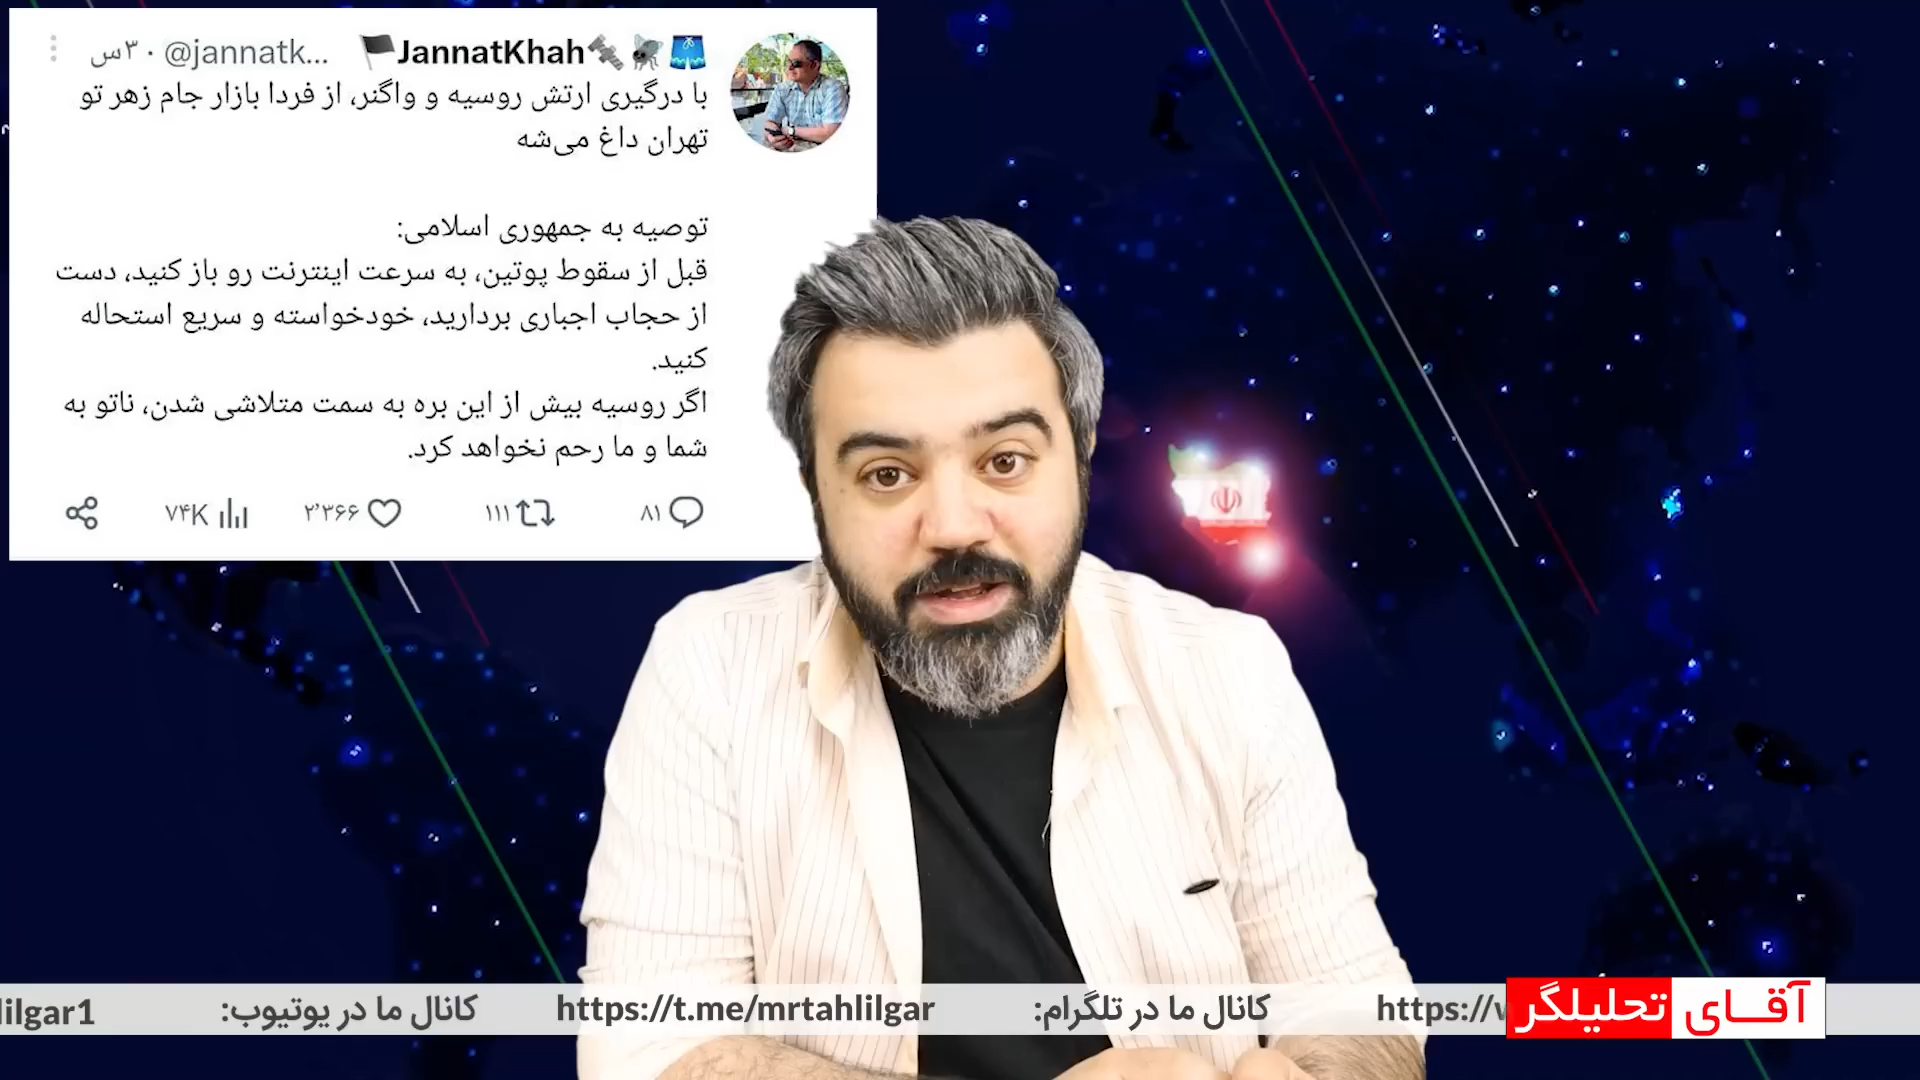 JannatKhah @jannatk... · ۳۰س
با درگیری ارتش روسیه و واگنر، از فردا بازار جام زهر تو
تهران داغ می‌شه
توصیه به جمهوری اسلامی:
قبل از سقوط پوتین، به سرعت اینترنت رو باز کنید، دست
از حجاب اجباری بردارید، خودخواسته و سریع استحاله
کنید.
اگر روسیه بیش از این بره به سمت متلاشی شدن، ناتو به
شما و ما رحم نخواهد کرد.
۸۱ ۱۱۱ ۲٬۳۶۶ ۷۴K
آقای تحلیلگر
https://
کانال ما در تلگرام: https://t.me/mrtahlilgar
کانال ما در یوتیوب: lilgar1